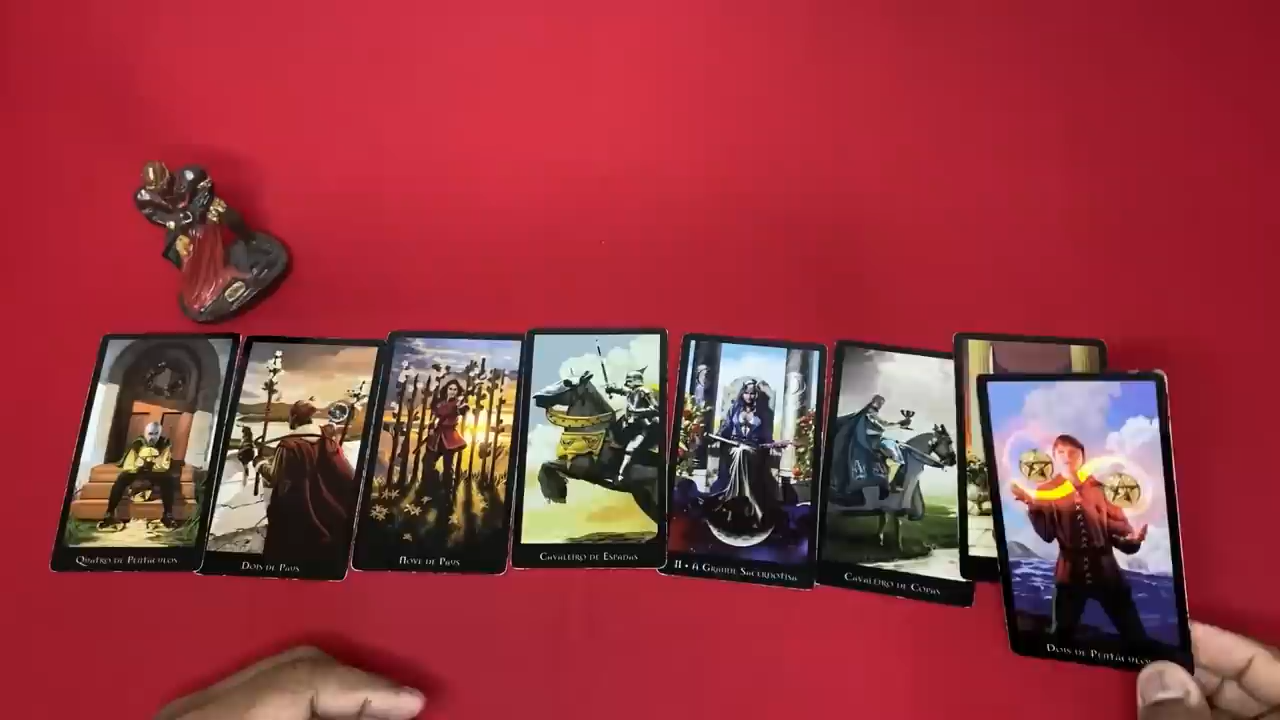 Quatro de Pentáculos
Dois de Paus
Nove de Paus
Cavaleiro de Espadas
II • A Grande Sacerdotisa
Cavaleiro de Copas
Dois de Pentáculos